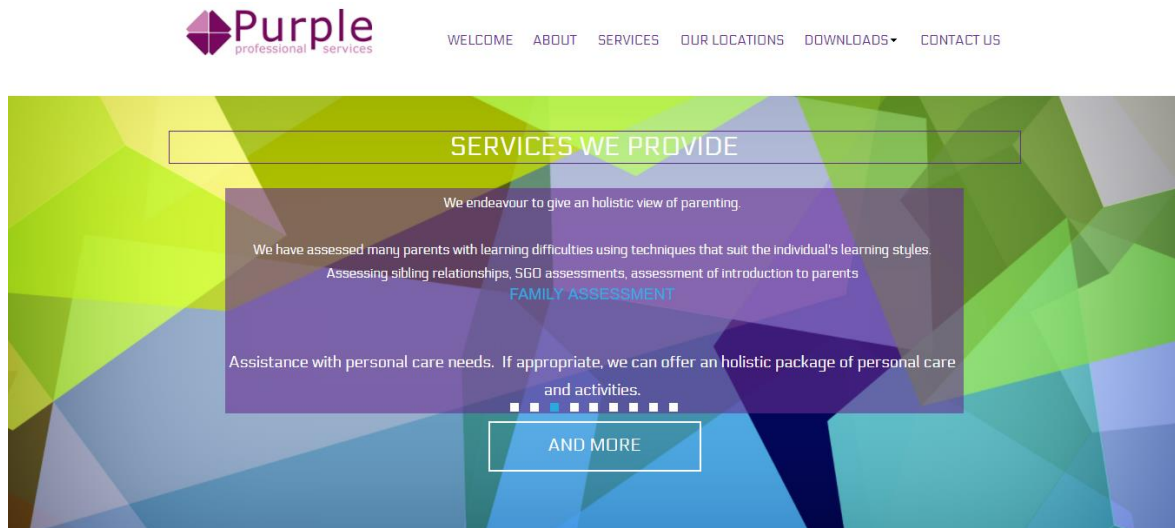 Purple
professional services
WELCOME ABOUT SERVICES OUR LOCATIONS DOWNLOADS CONTACT US
SERVICES WE PROVIDE
We endeavour to give an holistic view of parenting.
We have assessed many parents with learning difficulties using techniques that suit the individual's learning styles.
Assessing sibling relationships, SGO assessments, assessment of introduction to parents
FAMILY ASSESSMENT
Assistance with personal care needs. If appropriate, we can offer an holistic package of personal care
and activities.
AND MORE